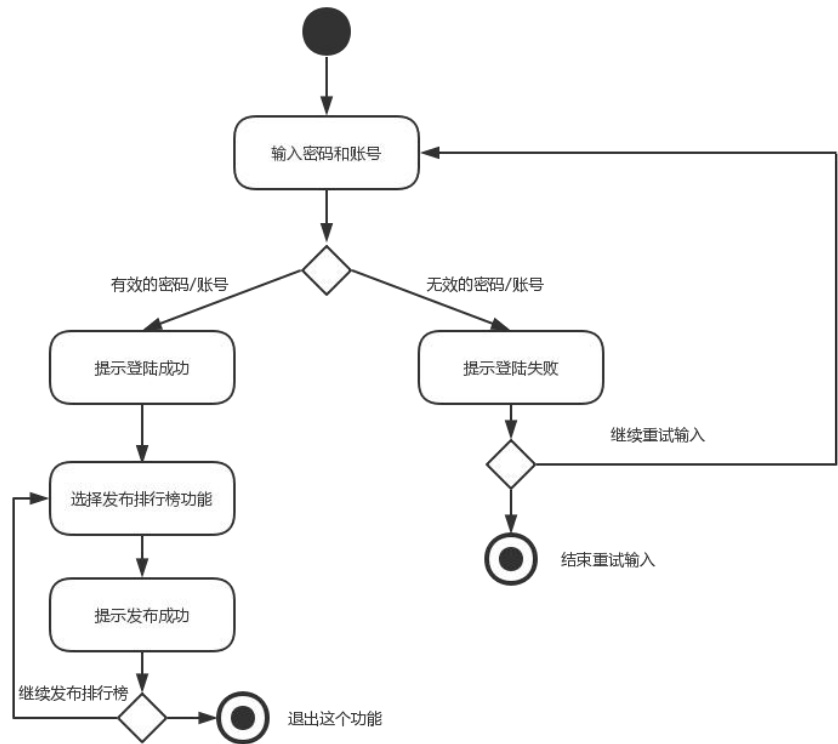 输入密码和账号
有效的密码/账号
无效的密码/账号
提示登陆成功
提示登陆失败
继续重试输入
选择发布排行榜功能
结束重试输入
提示发布成功
继续发布排行榜
退出这个功能